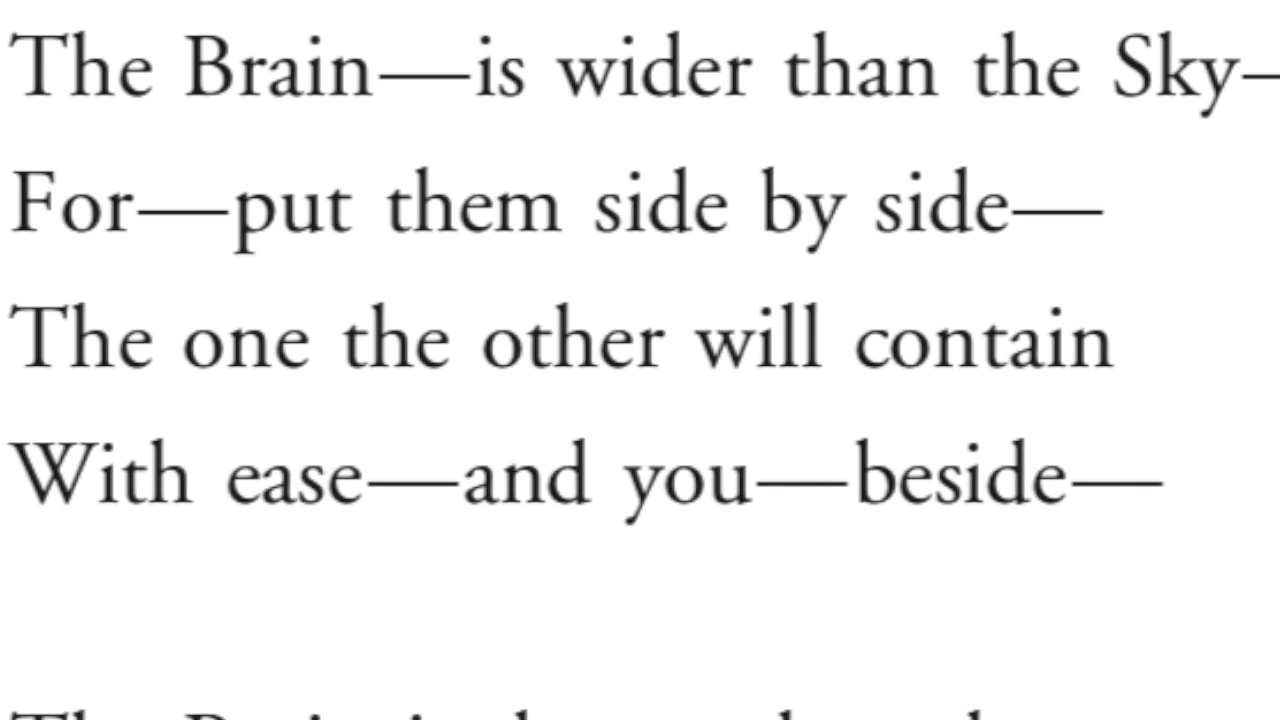 The Brain—is wider than the Sky—
For—put them side by side—
The one the other will contain
With ease—and you—beside—